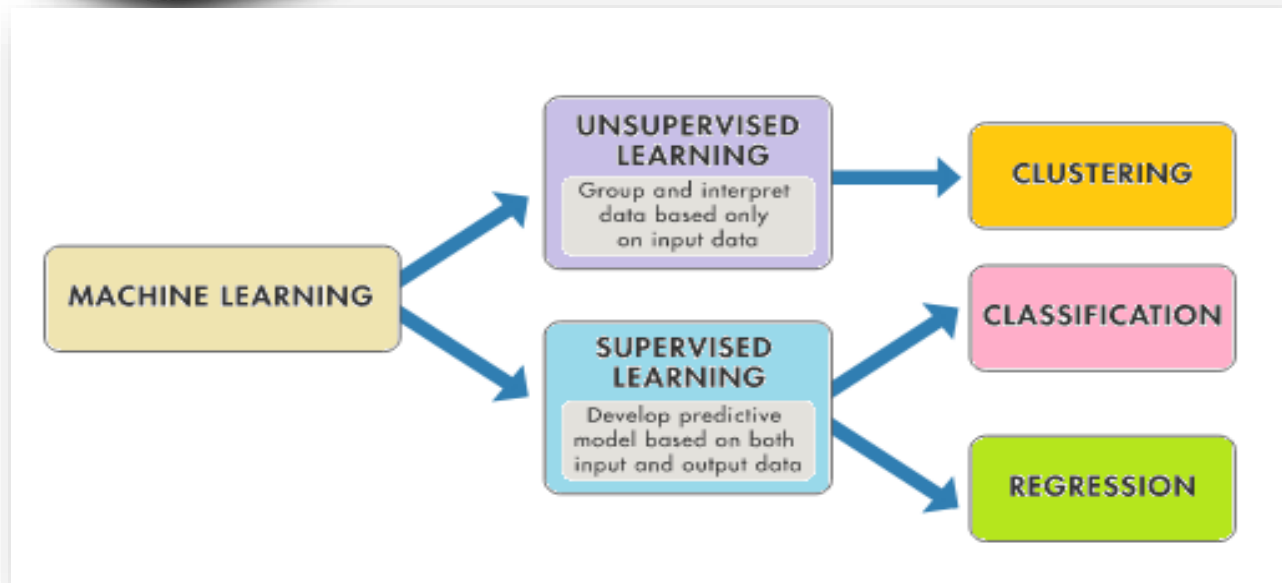 MACHINE LEARNING
UNSUPERVISED
LEARNING
Group and interpret
data based only
on input data
SUPERVISED
LEARNING
Develop predictive
model based on both
input and output data
CLUSTERING
CLASSIFICATION
REGRESSION